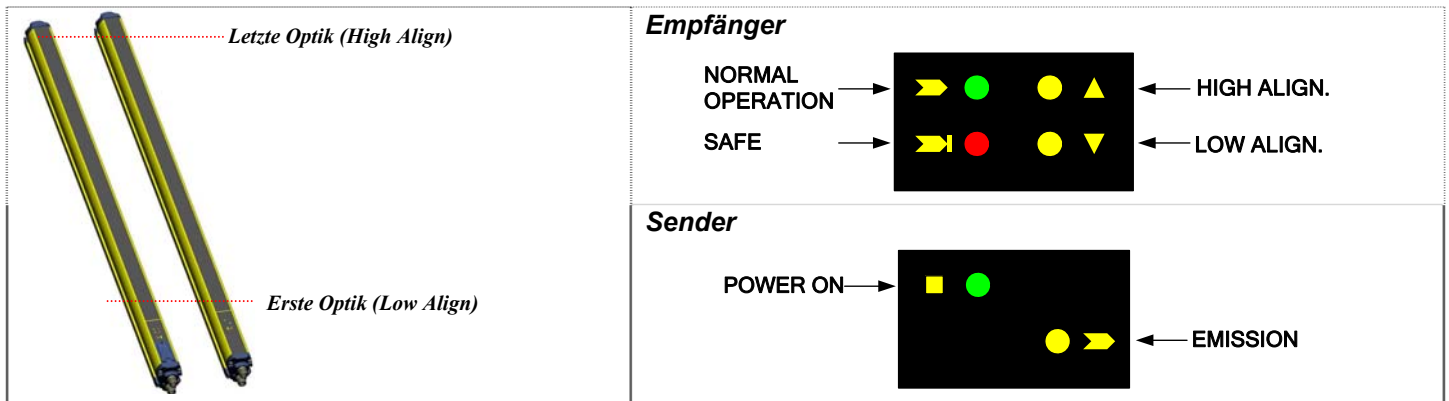 Letzte Optik (High Align)
Erste Optik (Low Align)
Empfänger
NORMAL
OPERATION
SAFE
HIGH ALIGN.
LOW ALIGN.
Sender
POWER ON
EMISSION